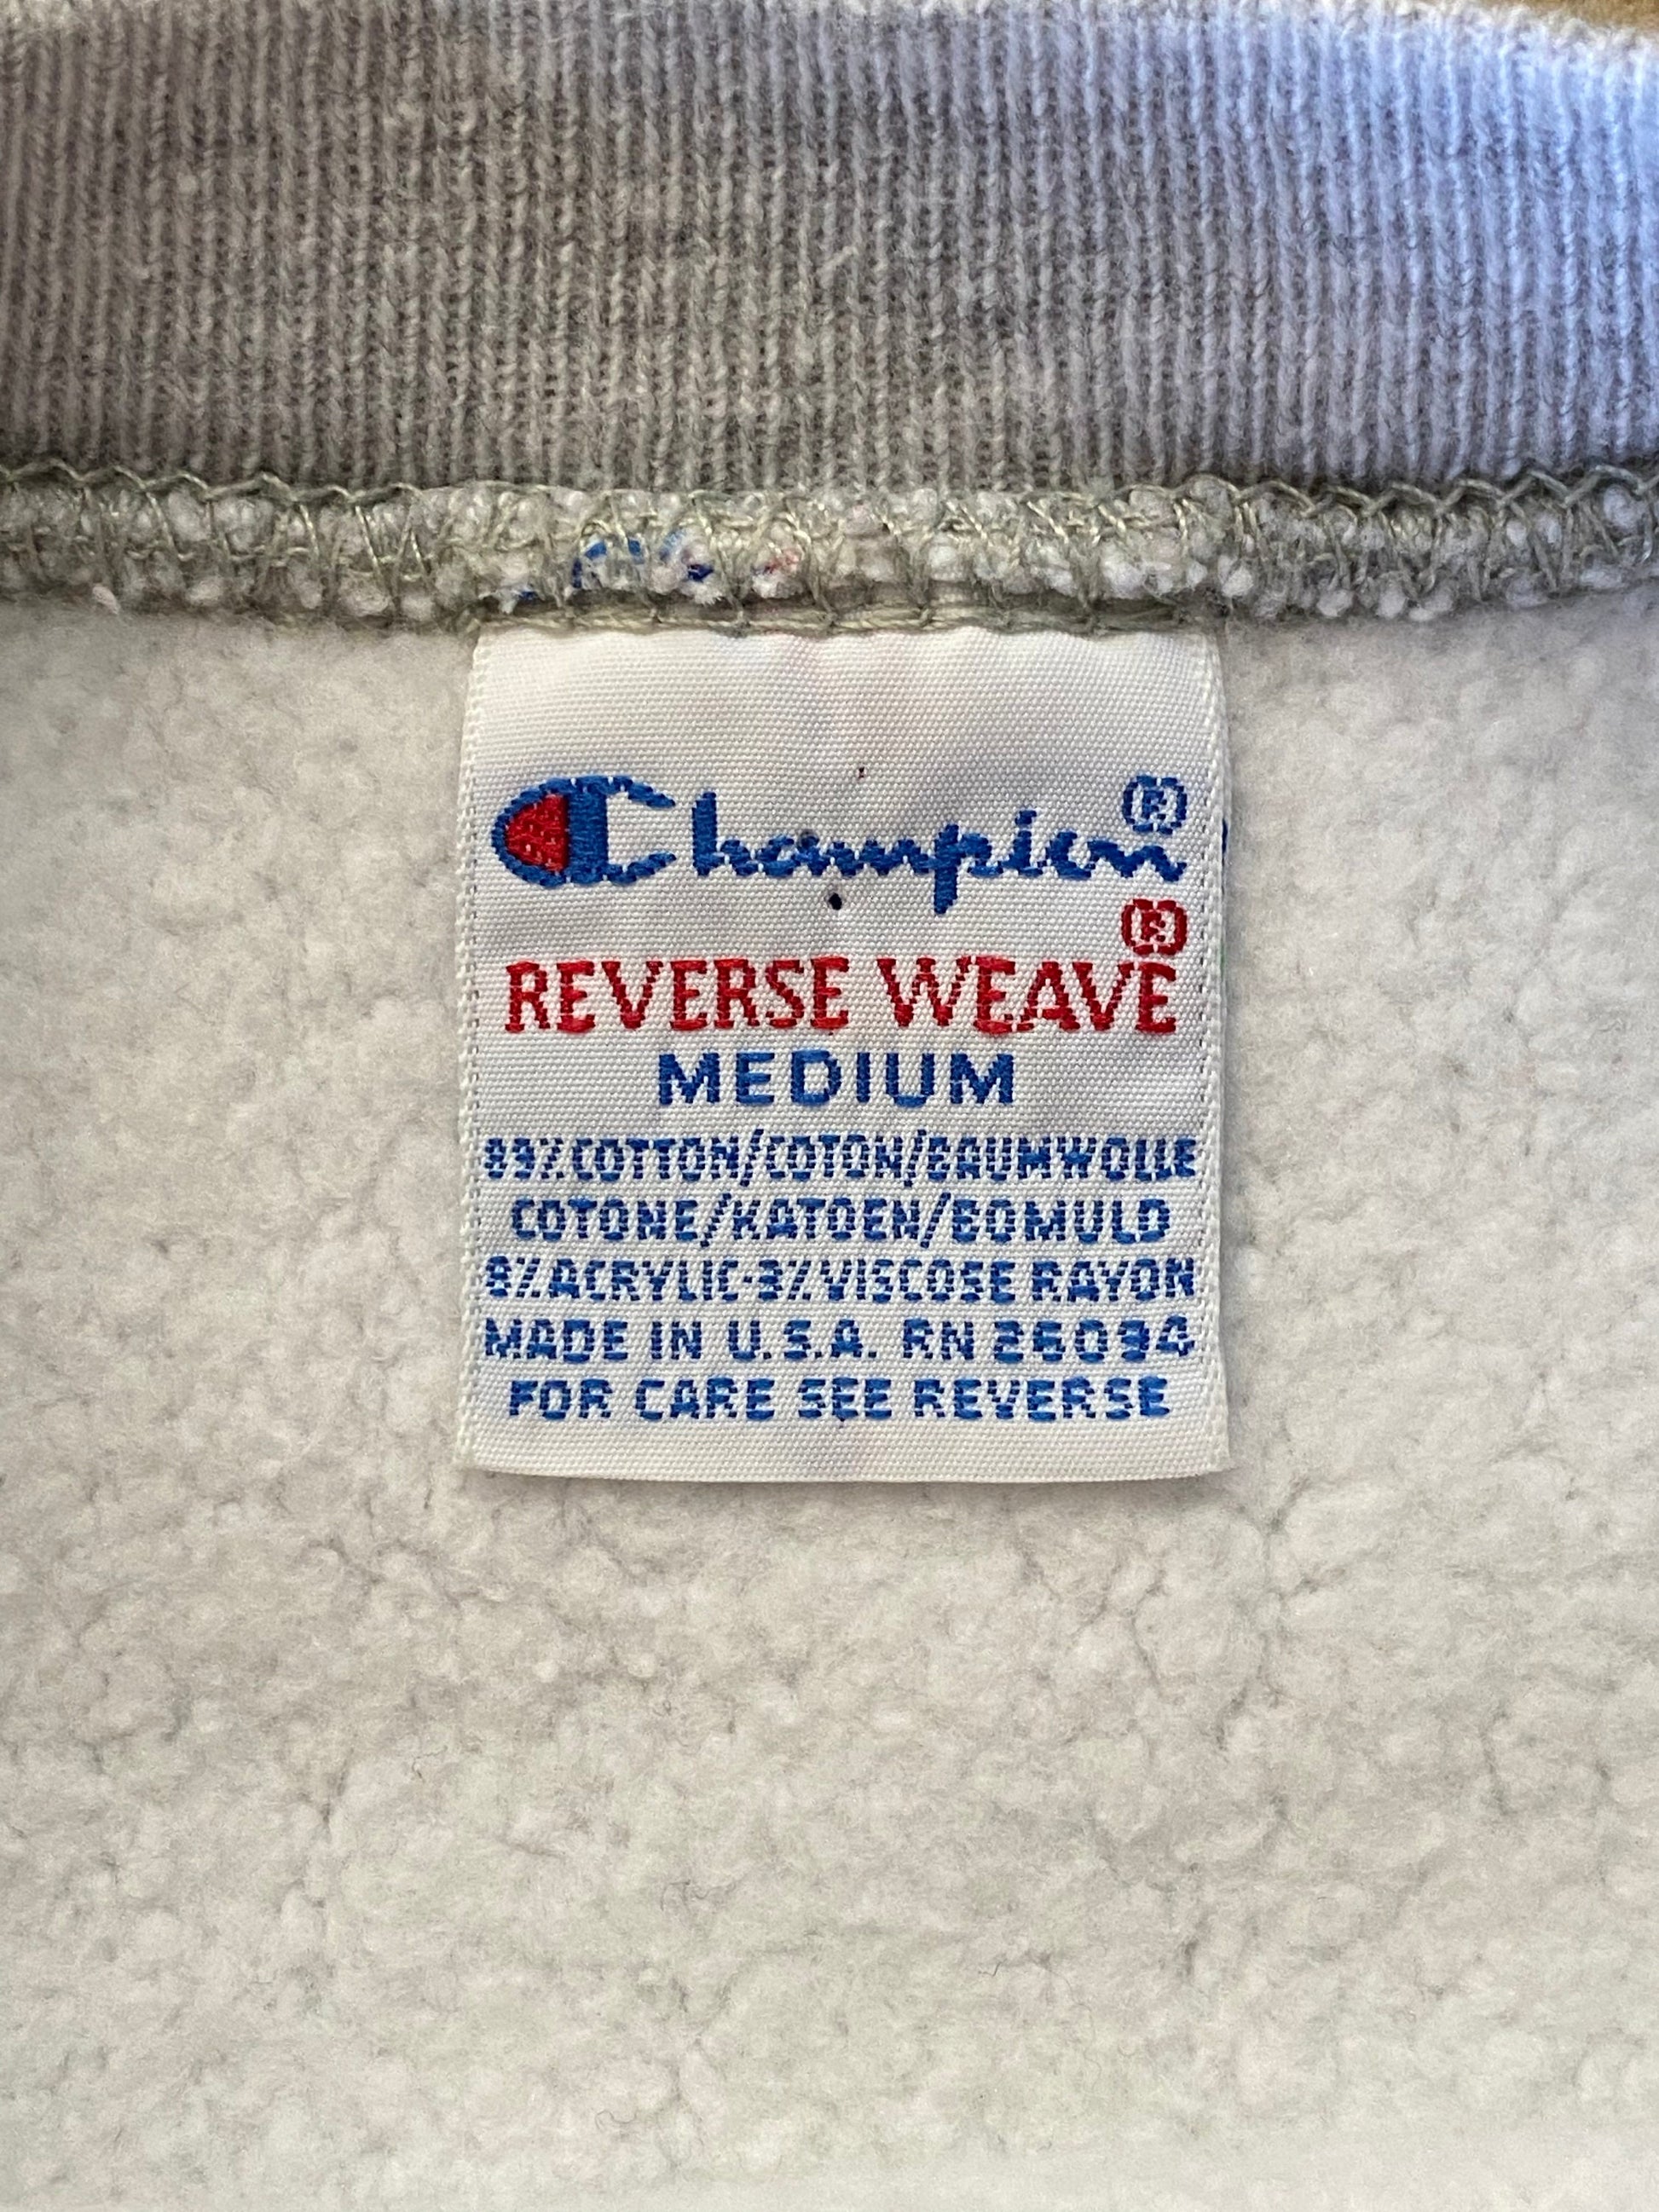 Champion®
REVERSE WEAVE®
MEDIUM
89% COTTON/COTON/BAUMWOLLE
COTONE/KATOEN/BOMULD
8% ACRYLIC-3% VISCOSE RAYON
MADE IN U.S.A. RN 26094
FOR CARE SEE REVERSE